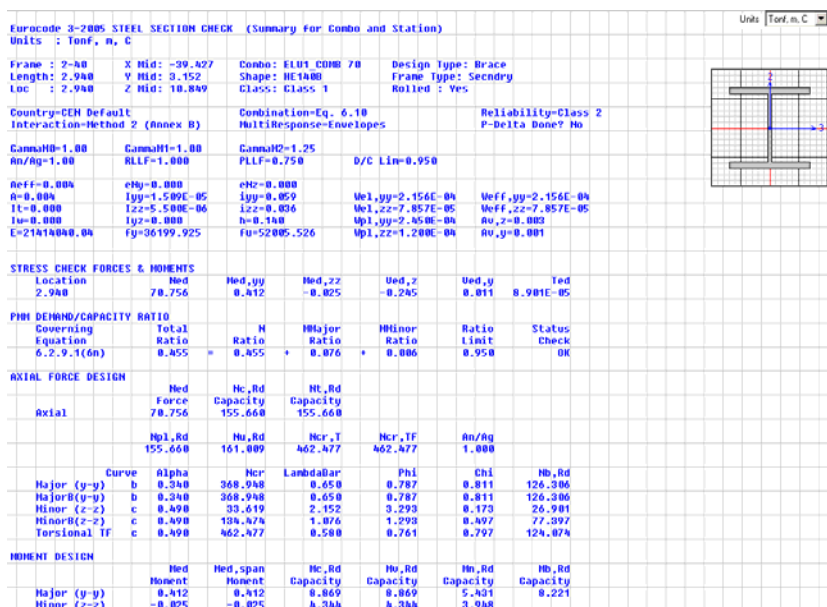 Units Tonf, m, C
Eurocode 3-2005 STEEL SECTION CHECK (Summary for Combo and Station)
Units : Tonf, m, C
Frame : 2-40 X Mid: -39.427 Combo: ELU1_COMB 70 Design Type: Brace
Length: 2.940 Y Mid: 3.152 Shape: HE140B Frame Type: Secndry
Loc : 2.940 Z Mid: 10.849 Class: Class 1 Rolled : Yes
Country=CEN Default Combination=Eq. 6.10 Reliability=Class 2
Interaction=Method 2 (Annex B) MultiResponse=Envelopes P-Delta Done? No
GammaM0=1.00 GammaM1=1.00 GammaM2=1.25
An/Ag=1.00 RLLF=1.000 PLLF=0.750 D/C Lim=0.950
Aeff=0.004 eNy=0.000 eNz=0.000
A=0.004 Iyy=1.509E-05 iyy=0.059 Wel,yy=2.156E-04 Weff,yy=2.156E-04
It=0.000 Izz=5.500E-06 izz=0.036 Wel,zz=7.857E-05 Weff,zz=7.857E-05
Iw=0.000 Iyz=0.000 h=0.140 Wpl,yy=2.450E-04 Av,z=0.003
E=21414040.04 fy=36199.925 fu=52005.526 Wpl,zz=1.200E-04 Av,y=0.001
STRESS CHECK FORCES & MOMENTS
Location Ned Med,yy Med,zz Ved,z Ved,y Ted
2.940 70.756 0.412 -0.025 -0.245 0.011 8.901E-05
PMM DEMAND/CAPACITY RATIO
Governing Total N MMajor MMinor Ratio Status
Equation Ratio Ratio Ratio Ratio Limit Check
6.2.9.1(6n) 0.455 = 0.455 + 0.076 + 0.006 0.950 OK
AXIAL FORCE DESIGN
Ned Nc,Rd Nt,Rd
Force Capacity Capacity
Axial 70.756 155.660 155.660
Npl,Rd Nu,Rd Ncr,T Ncr,TF An/Ag
155.660 161.009 462.477 462.477 1.000
Curve Alpha Ncr LambdaBar Phi Chi Nb,Rd
Major (y-y) b 0.340 368.948 0.650 0.787 0.811 126.306
MajorB(y-y) b 0.340 368.948 0.650 0.787 0.811 126.306
Minor (z-z) c 0.490 33.619 2.152 3.293 0.173 26.901
MinorB(z-z) c 0.490 134.474 1.076 1.293 0.497 77.397
Torsional TF c 0.490 462.477 0.580 0.761 0.797 124.074
MOMENT DESIGN
Med Med,span Mc,Rd Mv,Rd Mn,Rd Mb,Rd
Moment Moment Capacity Capacity Capacity Capacity
Major (y-y) 0.412 0.412 8.869 8.869 5.431 8.221
Minor (z-z) -0.025 -0.025 4.344 4.344 3.948
2
3